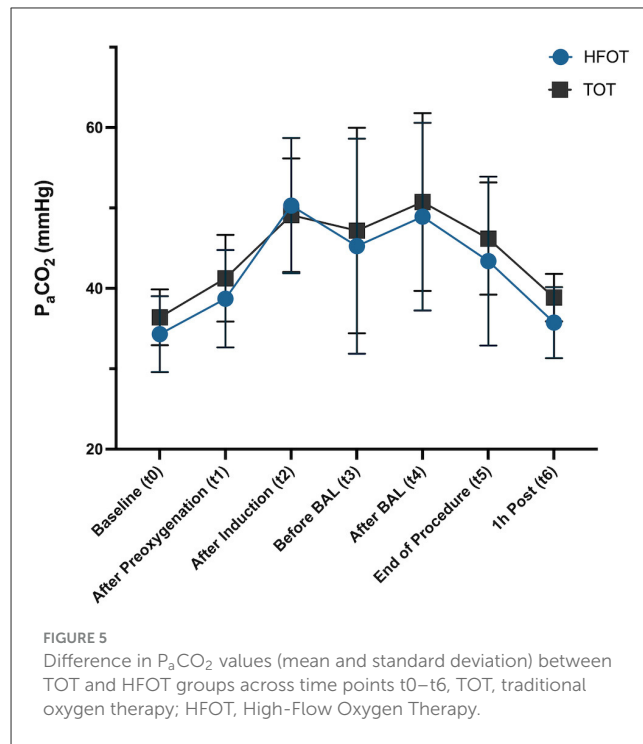 HFOT
TOT
60
40
20
PₐCO₂ (mmHg)
Baseline (t0)
After Preoxygenation (t1)
After Induction (t2)
Before BAL (t3)
After BAL (t4)
End of Procedure (t5)
1h Post (t6)
FIGURE 5
Difference in PₐCO₂ values (mean and standard deviation) between
TOT and HFOT groups across time points t0–t6, TOT, traditional
oxygen therapy; HFOT, High-Flow Oxygen Therapy.